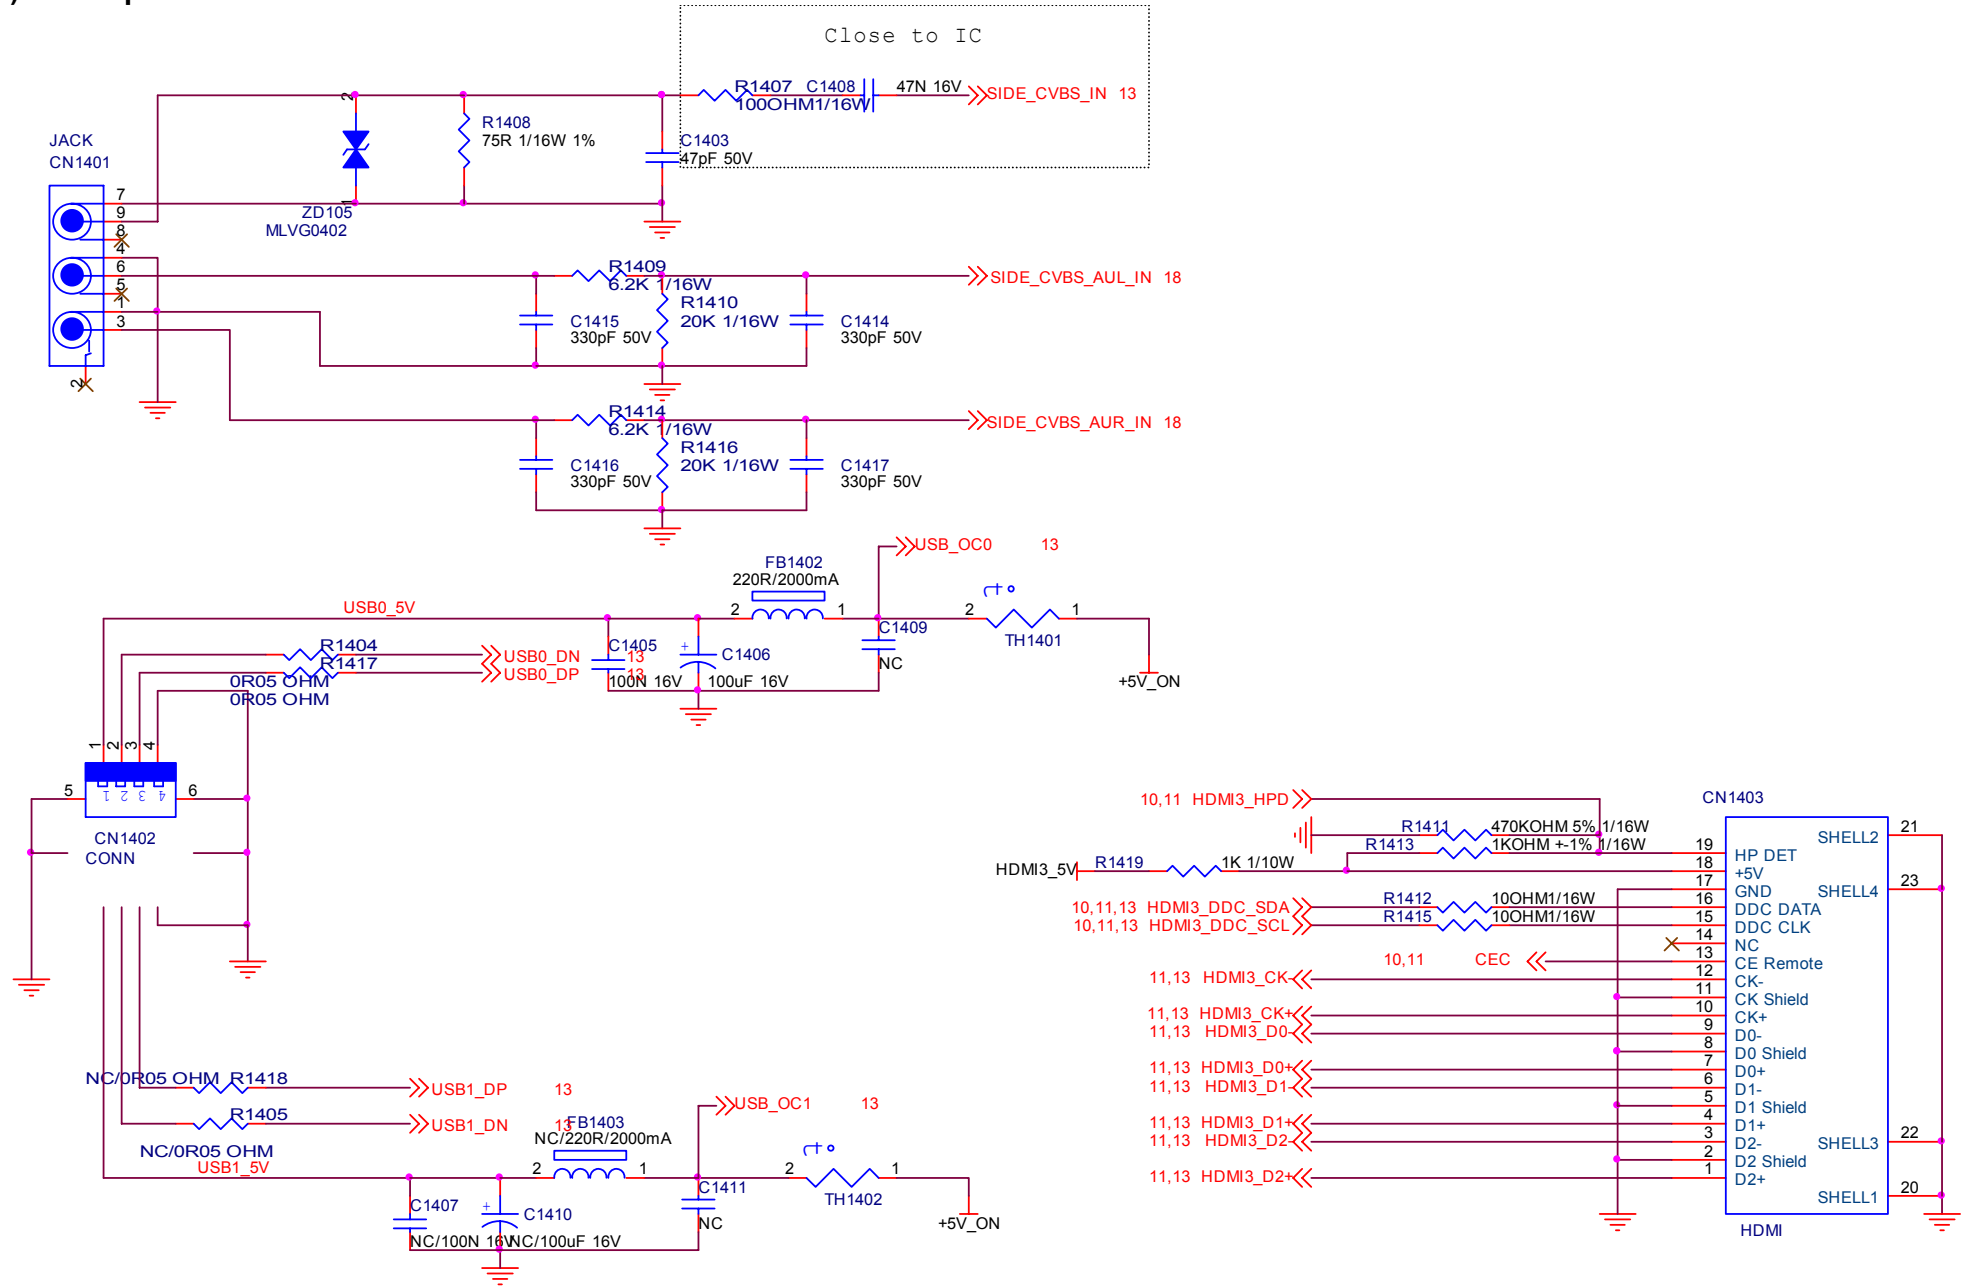 Close to IC
R1407 C1408 47N 16V
100OHM1/16W
SIDE_CVBS_IN 13
2
R1408
75R 1/16W 1%
C1403
47pF 50V
JACK
CN1401
1
ZD105
MLVG0402
7
9
8
4
6
5
1
3
2
R1409
6.2K 1/16W
SIDE_CVBS_AUL_IN 18
R1410
20K 1/16W
C1415
330pF 50V
C1414
330pF 50V
R1414
6.2K 1/16W
SIDE_CVBS_AUR_IN 18
R1416
20K 1/16W
C1416
330pF 50V
C1417
330pF 50V
USB_OC0 13
FB1402
220R/2000mA
2 1
t°
2 1
TH1401
+5V_ON
USB0_5V
C1409
NC
R1404
R1417
0R05 OHM
0R05 OHM
USB0_DN 13
USB0_DP 13
C1405
100N 16V
C1406
+
100uF 16V
1 2 3 4
5 6
1 2 3 4
CN1402
CONN
NC/0R05 OHM R1418
USB1_DP 13
R1405
NC/0R05 OHM
USB1_DN 13
USB1_5V
USB_OC1 13
FB1403
NC/220R/2000mA
2 1
t°
2 1
TH1402
+5V_ON
C1411
NC
C1407
NC/100N 16V
+
C1410
NC/100uF 16V
10,11 HDMI3_HPD
R1411 470KOHM 5% 1/16W
R1413 1KOHM +-1% 1/16W
HDMI3_5V R1419 1K 1/10W
10,11,13 HDMI3_DDC_SDA R1412 10OHM1/16W
10,11,13 HDMI3_DDC_SCL R1415 10OHM1/16W
10,11 CEC
11,13 HDMI3_CK-
11,13 HDMI3_CK+
11,13 HDMI3_D0-
11,13 HDMI3_D0+
11,13 HDMI3_D1-
11,13 HDMI3_D1+
11,13 HDMI3_D2-
11,13 HDMI3_D2+
CN1403
19 HP DET
18 +5V
17 GND
16 DDC DATA
15 DDC CLK
14 NC
13 CE Remote
12 CK-
11 CK Shield
10 CK+
9 D0-
8 D0 Shield
7 D0+
6 D1-
5 D1 Shield
4 D1+
3 D2-
2 D2 Shield
1 D2+
SHELL2 21
SHELL4 23
SHELL3 22
SHELL1 20
HDMI